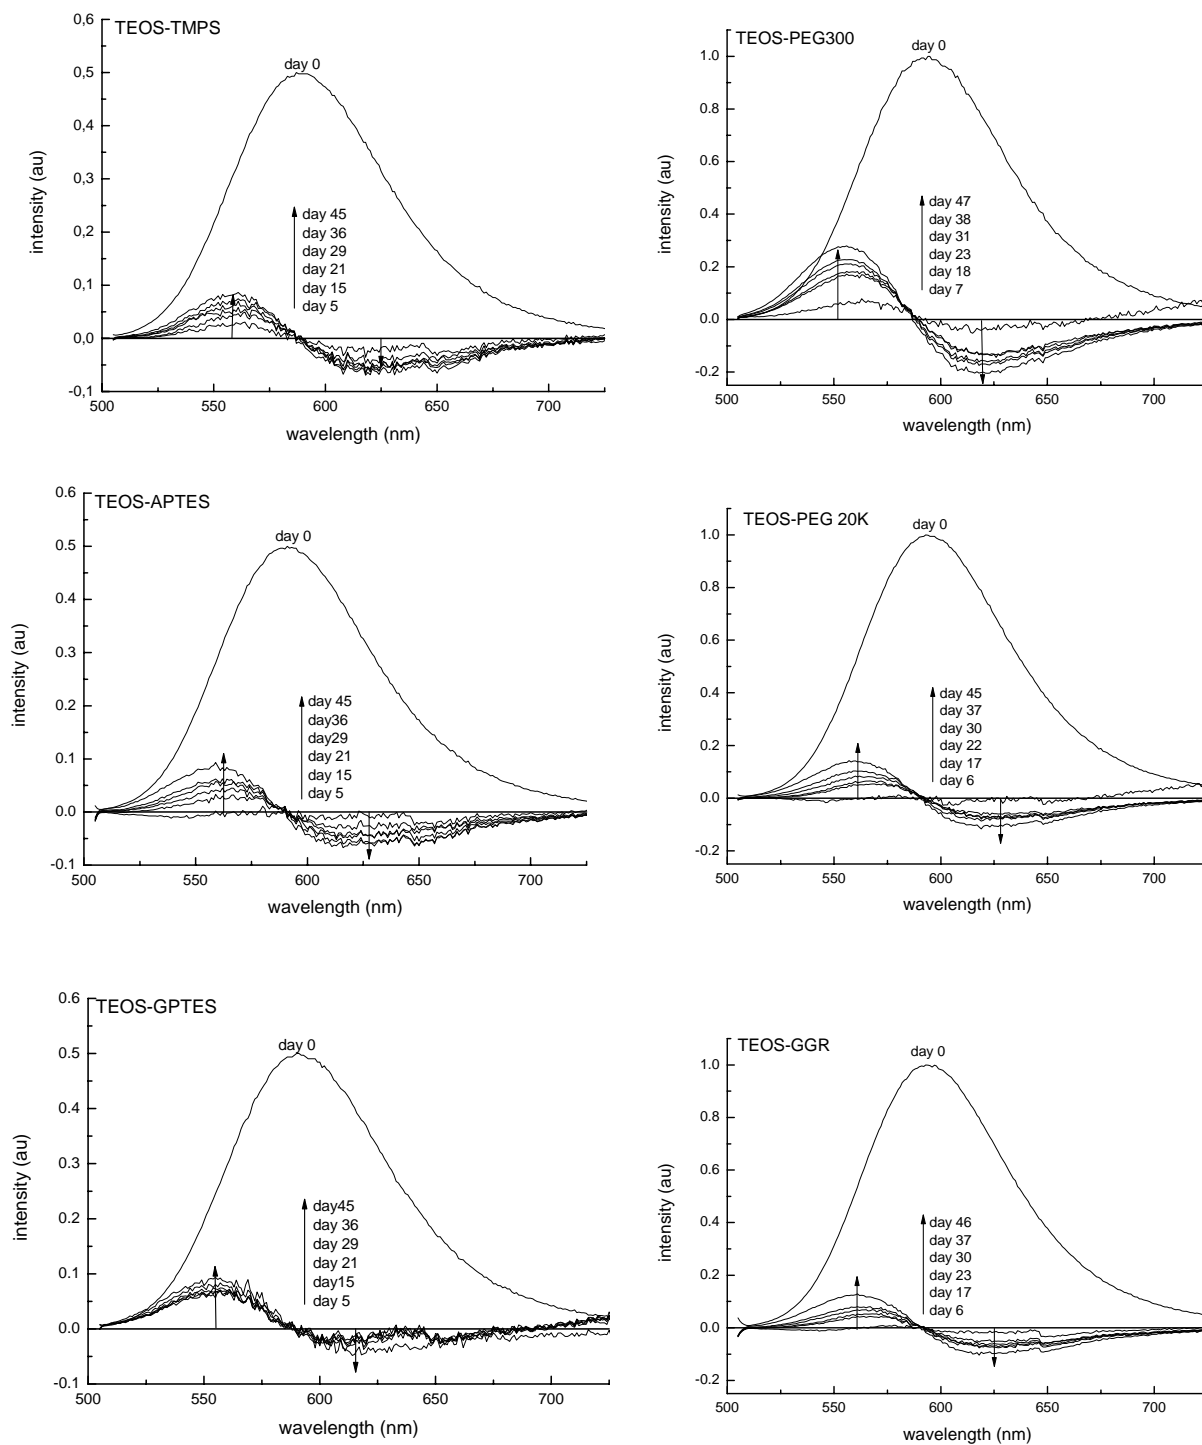 TEOS-TMPS
day 0
day 45
day 36
day 29
day 21
day 15
day 5
intensity (au)
0,6
0,5
0,4
0,3
0,2
0,1
0,0
-0,1
500 550 600 650 700
wavelength (nm)
TEOS-PEG300
day 0
day 47
day 38
day 31
day 23
day 18
day 7
intensity (au)
1.0
0.8
0.6
0.4
0.2
0.0
-0.2
500 550 600 650 700
wavelength (nm)
TEOS-APTES
day 0
day 45
day36
day29
day 21
day 15
day 5
intensity (au)
0.6
0.5
0.4
0.3
0.2
0.1
0.0
-0.1
500 550 600 650 700
wavelength (nm)
TEOS-PEG 20K
day 0
day 45
day 37
day 30
day 22
day 17
day 6
intensity (au)
1.0
0.8
0.6
0.4
0.2
0.0
-0.2
500 550 600 650 700
wavelength (nm)
TEOS-GPTES
day 0
day45
day 36
day 29
day 21
day15
day 5
intensity (au)
0.6
0.5
0.4
0.3
0.2
0.1
0.0
-0.1
500 550 600 650 700
wavelength (nm)
TEOS-GGR
day 0
day 46
day 37
day 30
day 23
day 17
day 6
intensity (au)
1.0
0.8
0.6
0.4
0.2
0.0
-0.2
500 550 600 650 700
wavelength (nm)